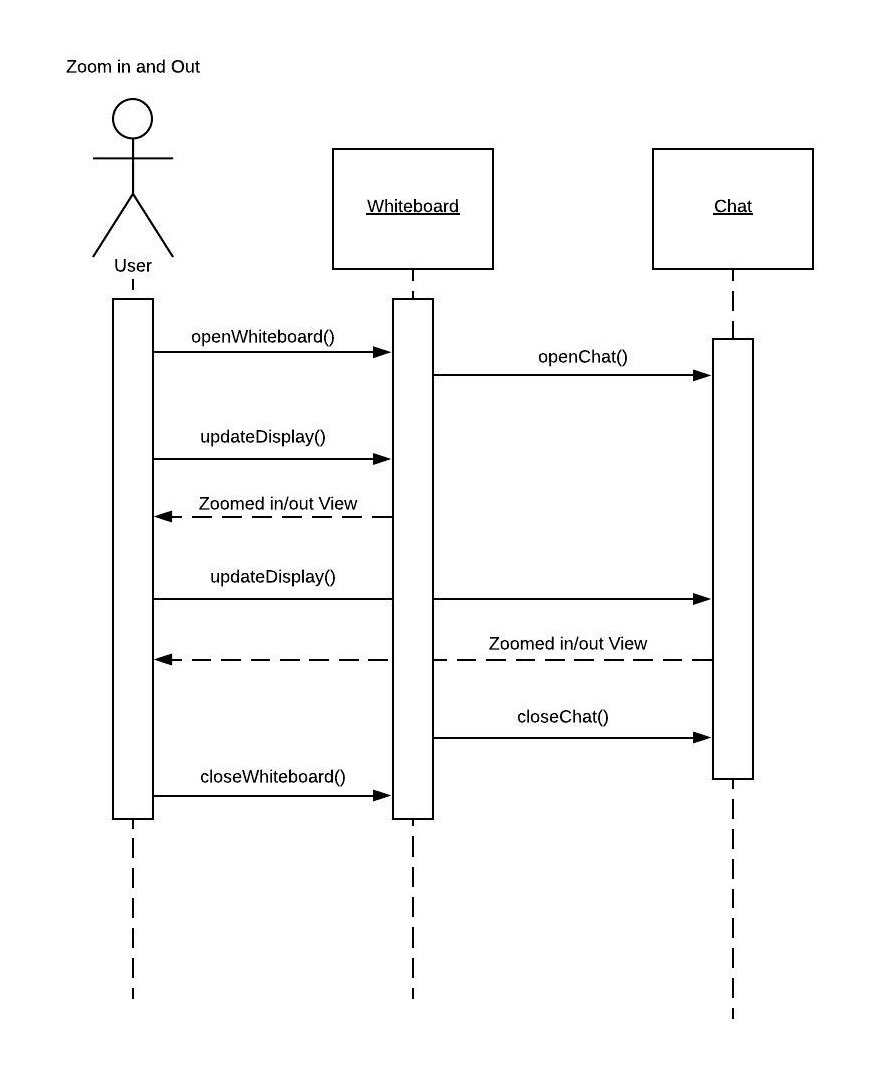 Zoom in and Out
User
Whiteboard
Chat
openWhiteboard()
openChat()
updateDisplay()
Zoomed in/out View
updateDisplay()
Zoomed in/out View
closeChat()
closeWhiteboard()